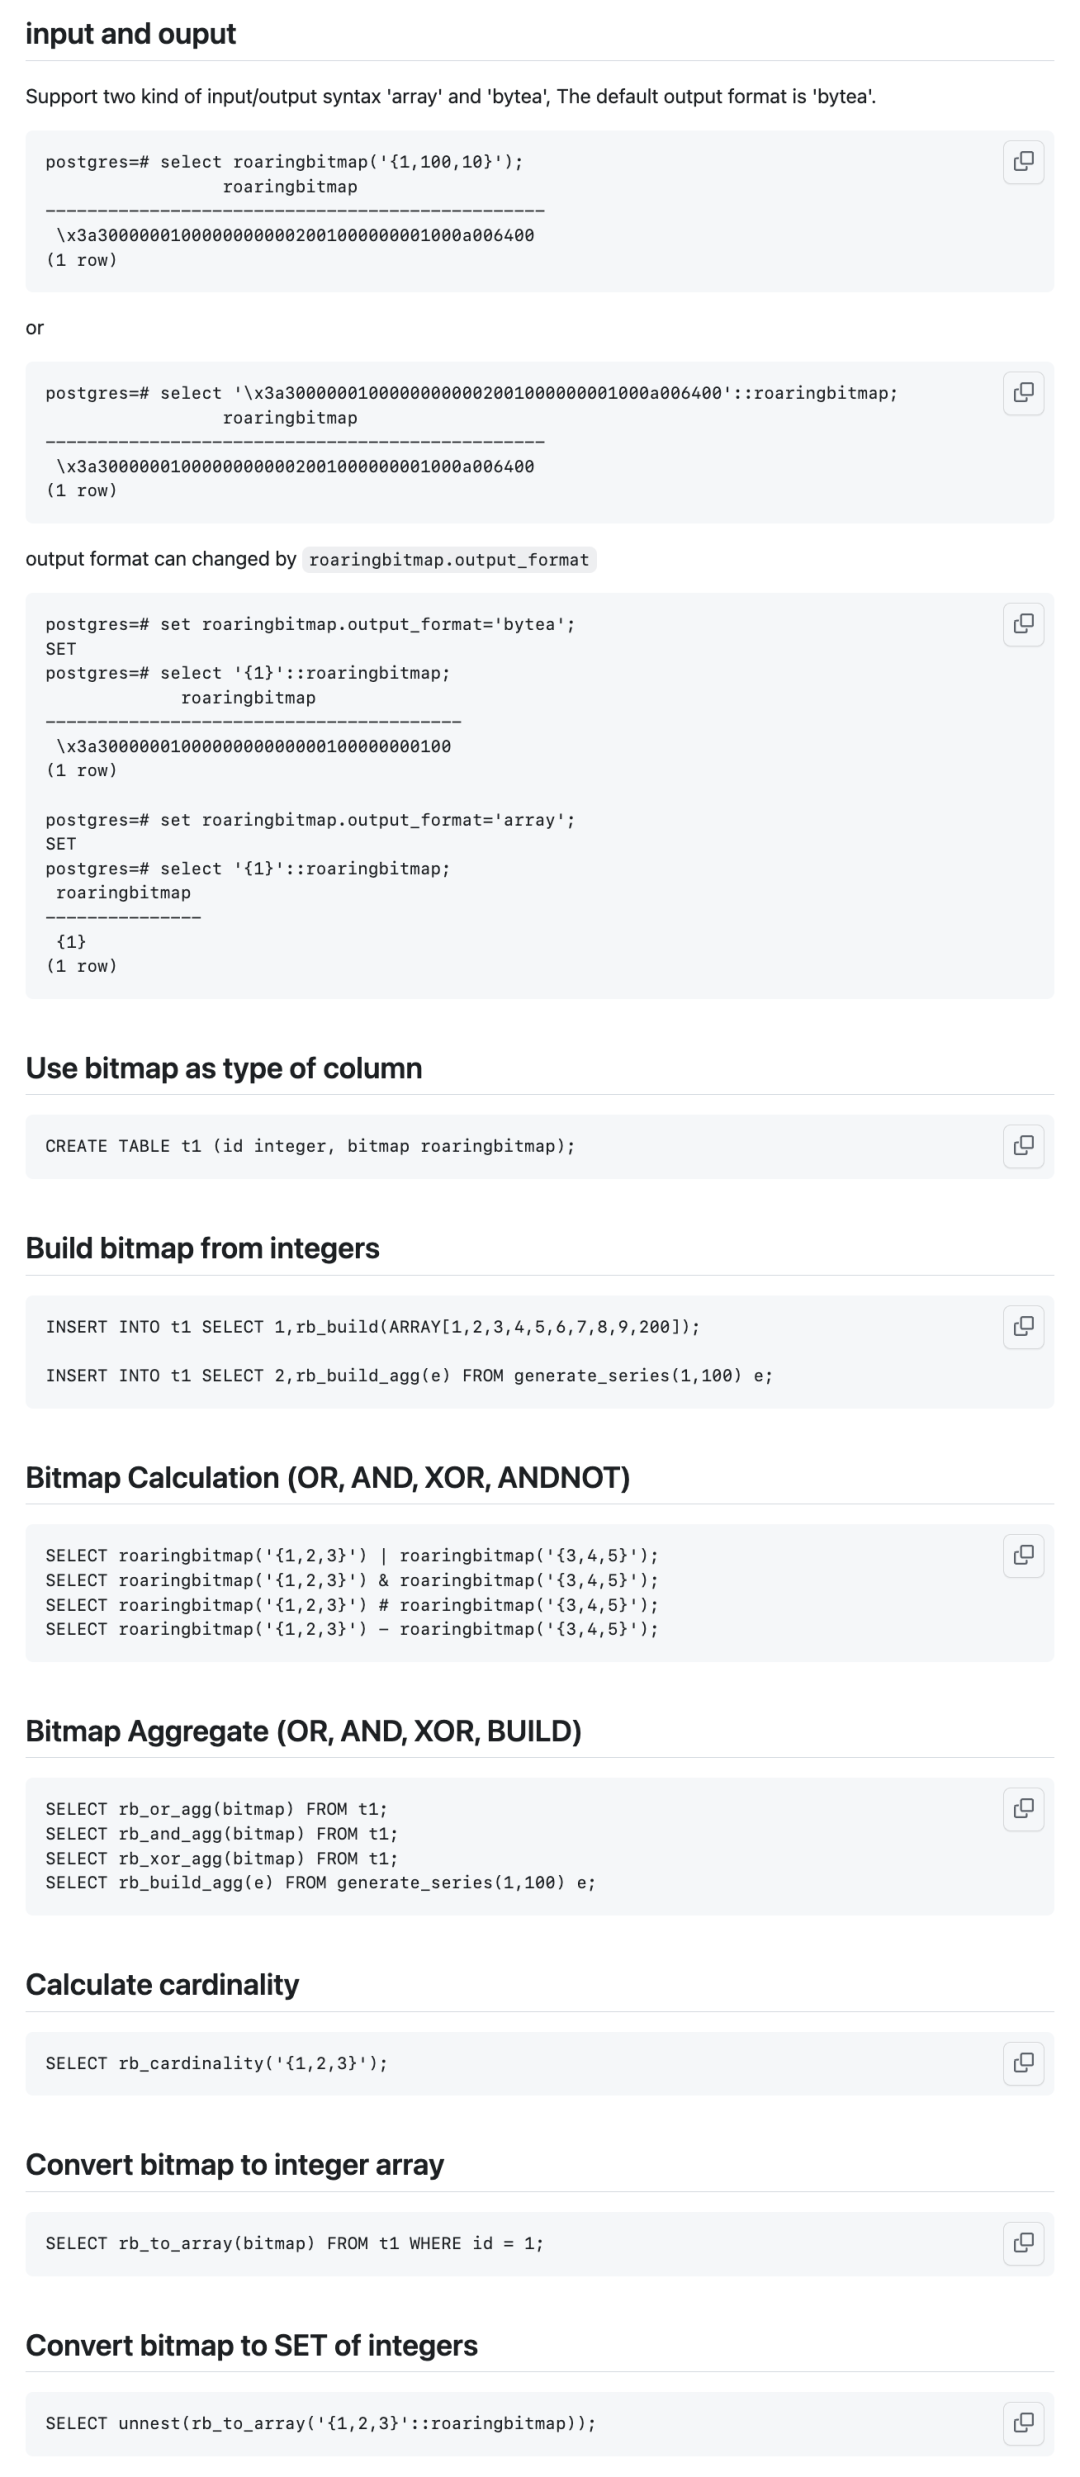 input and ouput
Support two kind of input/output syntax 'array' and 'bytea', The default output format is 'bytea'.
postgres=# select roaringbitmap('{1,100,10}');
                 roaringbitmap
------------------------------------------------
 \x3a30000001000000000002001000000001000a006400
(1 row)
or
postgres=# select '\x3a30000001000000000002001000000001000a006400'::roaringbitmap;
                 roaringbitmap
------------------------------------------------
 \x3a30000001000000000002001000000001000a006400
(1 row)
output format can changed by roaringbitmap.output_format
postgres=# set roaringbitmap.output_format='bytea';
SET
postgres=# select '{1}'::roaringbitmap;
             roaringbitmap
----------------------------------------
 \x3a3000000100000000000000100000000100
(1 row)
postgres=# set roaringbitmap.output_format='array';
SET
postgres=# select '{1}'::roaringbitmap;
 roaringbitmap
---------------
 {1}
(1 row)
Use bitmap as type of column
CREATE TABLE t1 (id integer, bitmap roaringbitmap);
Build bitmap from integers
INSERT INTO t1 SELECT 1,rb_build(ARRAY[1,2,3,4,5,6,7,8,9,200]);
INSERT INTO t1 SELECT 2,rb_build_agg(e) FROM generate_series(1,100) e;
Bitmap Calculation (OR, AND, XOR, ANDNOT)
SELECT roaringbitmap('{1,2,3}') | roaringbitmap('{3,4,5}');
SELECT roaringbitmap('{1,2,3}') & roaringbitmap('{3,4,5}');
SELECT roaringbitmap('{1,2,3}') # roaringbitmap('{3,4,5}');
SELECT roaringbitmap('{1,2,3}') - roaringbitmap('{3,4,5}');
Bitmap Aggregate (OR, AND, XOR, BUILD)
SELECT rb_or_agg(bitmap) FROM t1;
SELECT rb_and_agg(bitmap) FROM t1;
SELECT rb_xor_agg(bitmap) FROM t1;
SELECT rb_build_agg(e) FROM generate_series(1,100) e;
Calculate cardinality
SELECT rb_cardinality('{1,2,3}');
Convert bitmap to integer array
SELECT rb_to_array(bitmap) FROM t1 WHERE id = 1;
Convert bitmap to SET of integers
SELECT unnest(rb_to_array('{1,2,3}'::roaringbitmap));